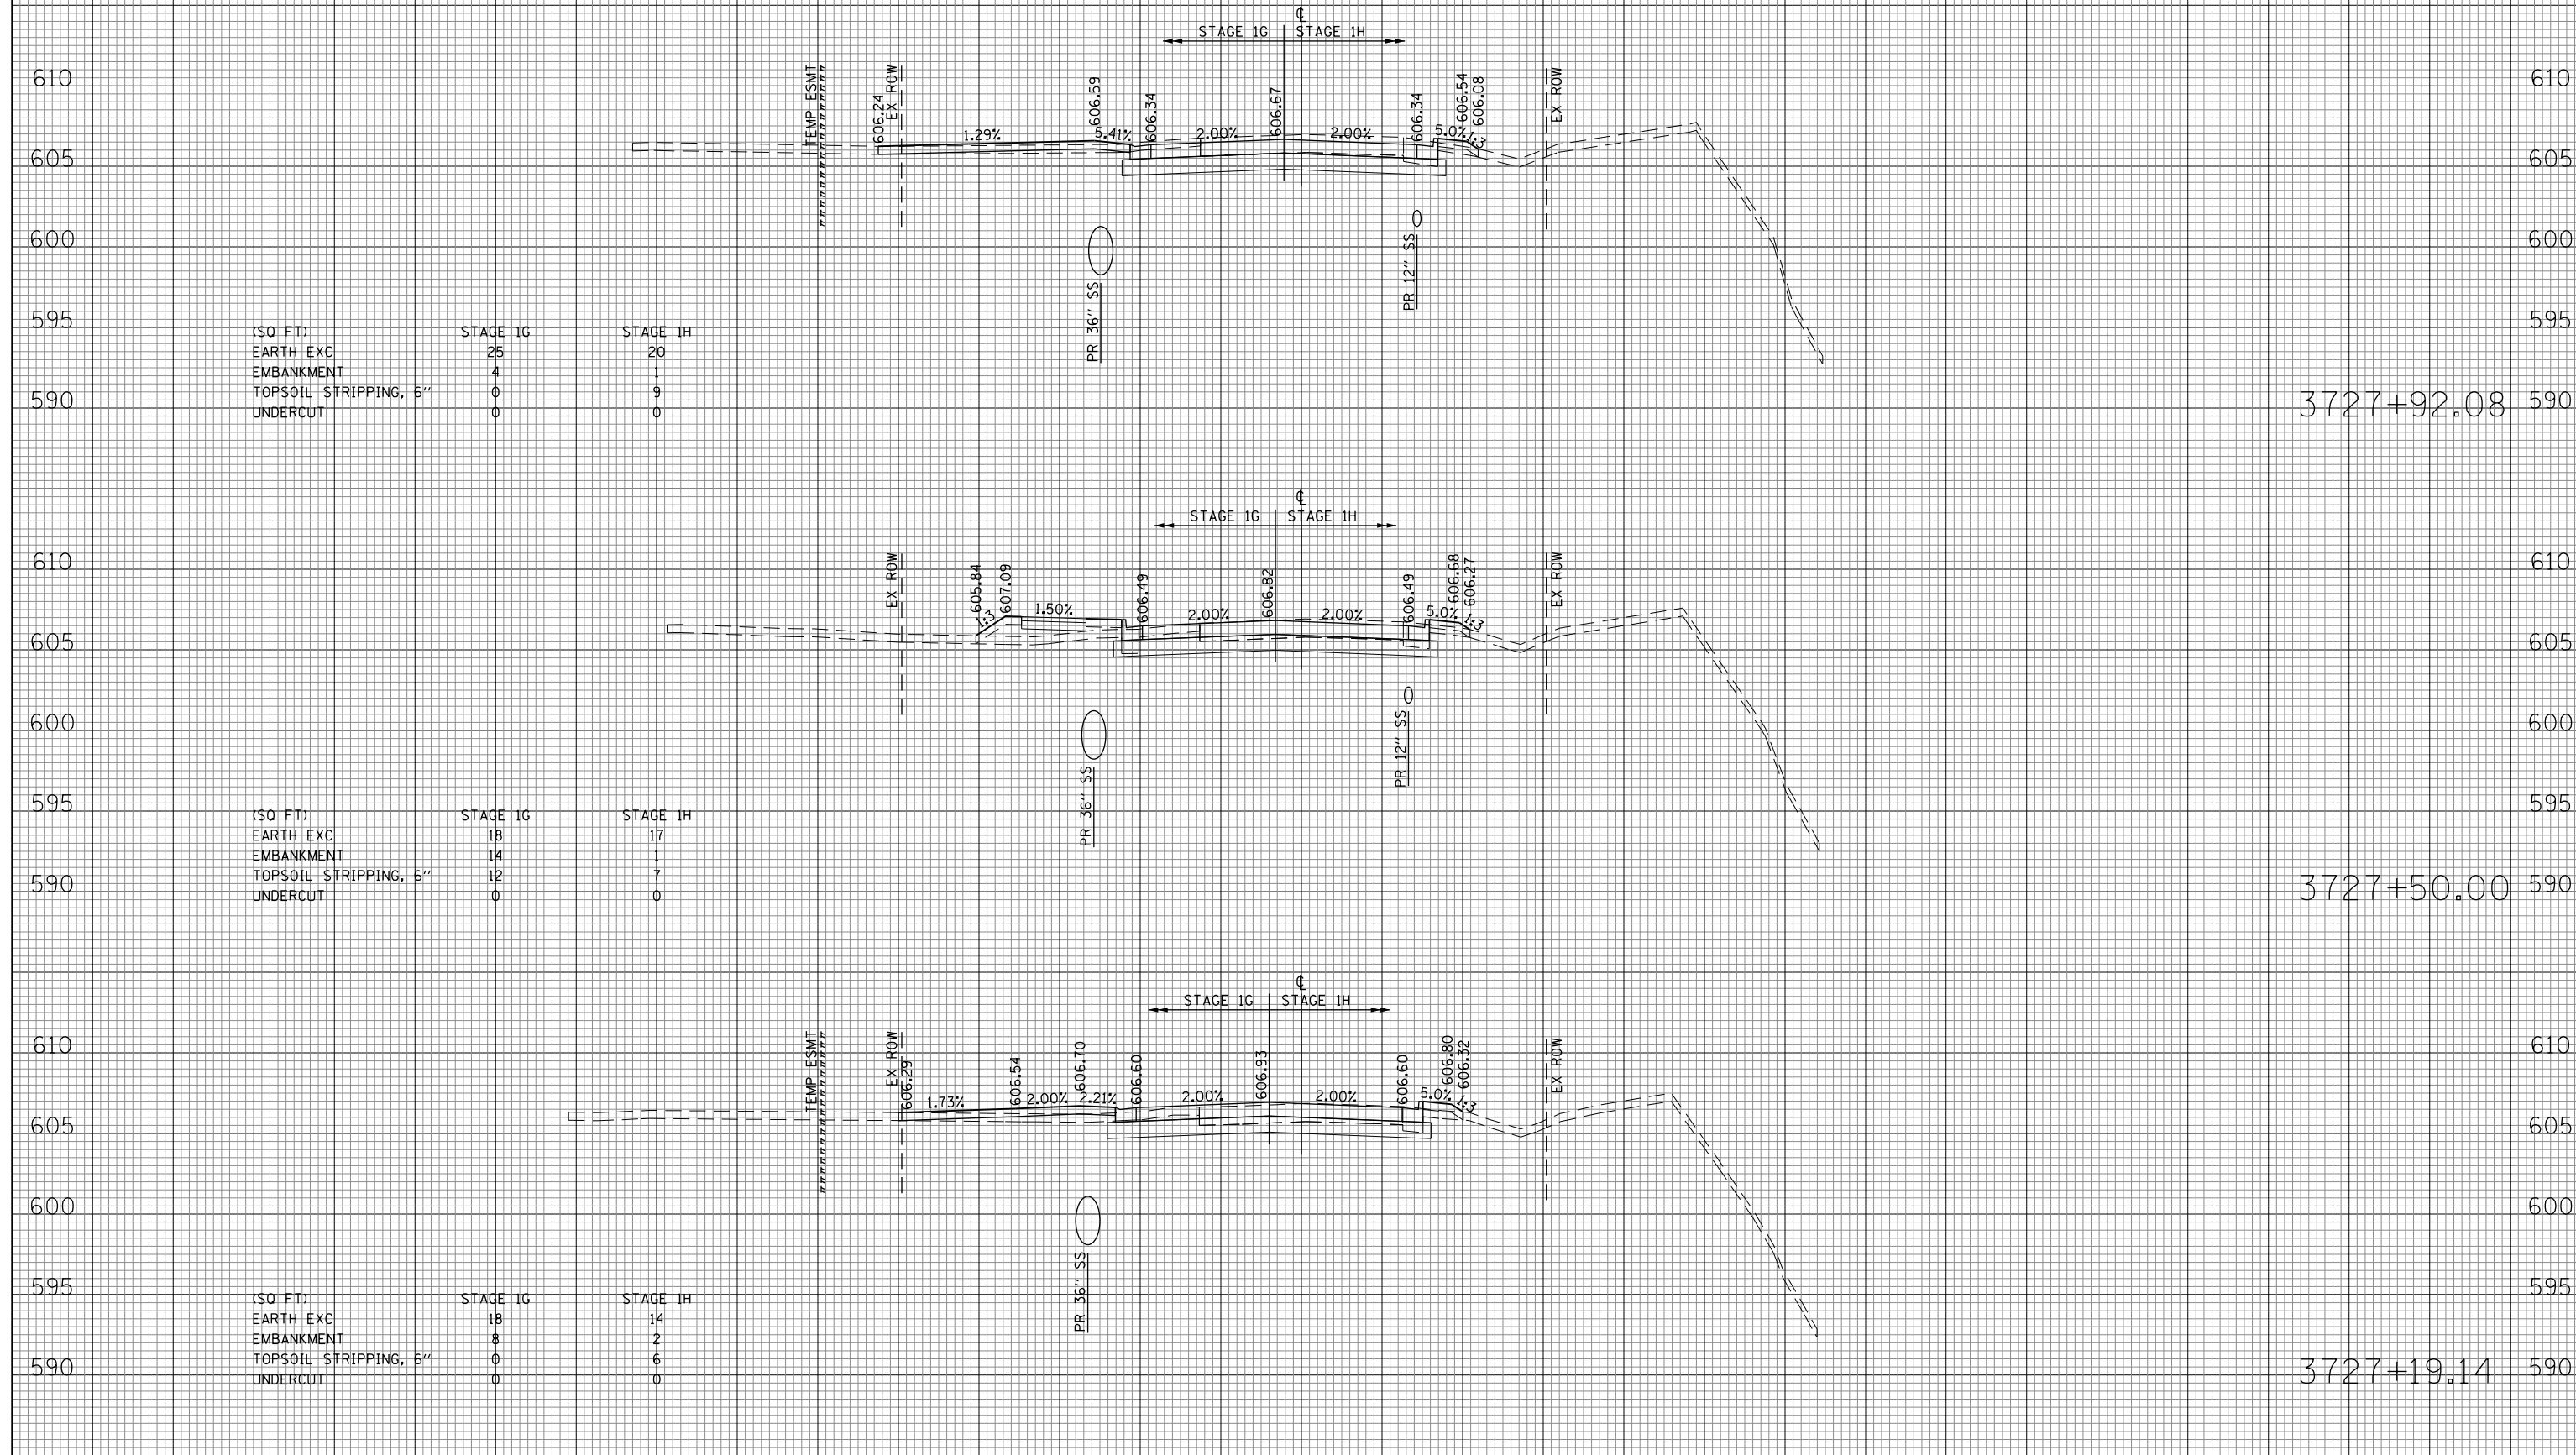 ℄
STAGE 1G STAGE 1H
610 TEMP ESMT 606.24 EX ROW 606.59 606.34 606.67 606.34 606.54 606.08 EX ROW 610
1.29% 5.41% 2.00% 2.00% 5.0% 1:3
605 605
600 600
PR 36" SS PR 12" SS
595 595
(SQ FT) STAGE 1G STAGE 1H
EARTH EXC 25 20
EMBANKMENT 4 1
TOPSOIL STRIPPING, 6" 0 9
590 3727+92.08 590
UNDERCUT 0 0
℄
STAGE 1G STAGE 1H
610 EX ROW 605.84 607.09 606.49 606.82 606.49 606.68 606.27 EX ROW 610
1:3 1.50% 2.00% 2.00% 5.0% 1:3
605 605
600 600
PR 36" SS PR 12" SS
595 595
(SQ FT) STAGE 1G STAGE 1H
EARTH EXC 18 17
EMBANKMENT 14 1
TOPSOIL STRIPPING, 6" 12 7
590 3727+50.00 590
UNDERCUT 0 0
℄
STAGE 1G STAGE 1H
610 TEMP ESMT EX ROW 606.29 606.54 606.70 606.60 606.93 606.60 606.80 606.32 EX ROW 610
1.73% 2.00% 2.21% 2.00% 2.00% 5.0% 1:3
605 605
600 600
PR 36" SS
595 595
(SQ FT) STAGE 1G STAGE 1H
EARTH EXC 18 14
EMBANKMENT 8 2
TOPSOIL STRIPPING, 6" 0 6
590 3727+19.14 590
UNDERCUT 0 0